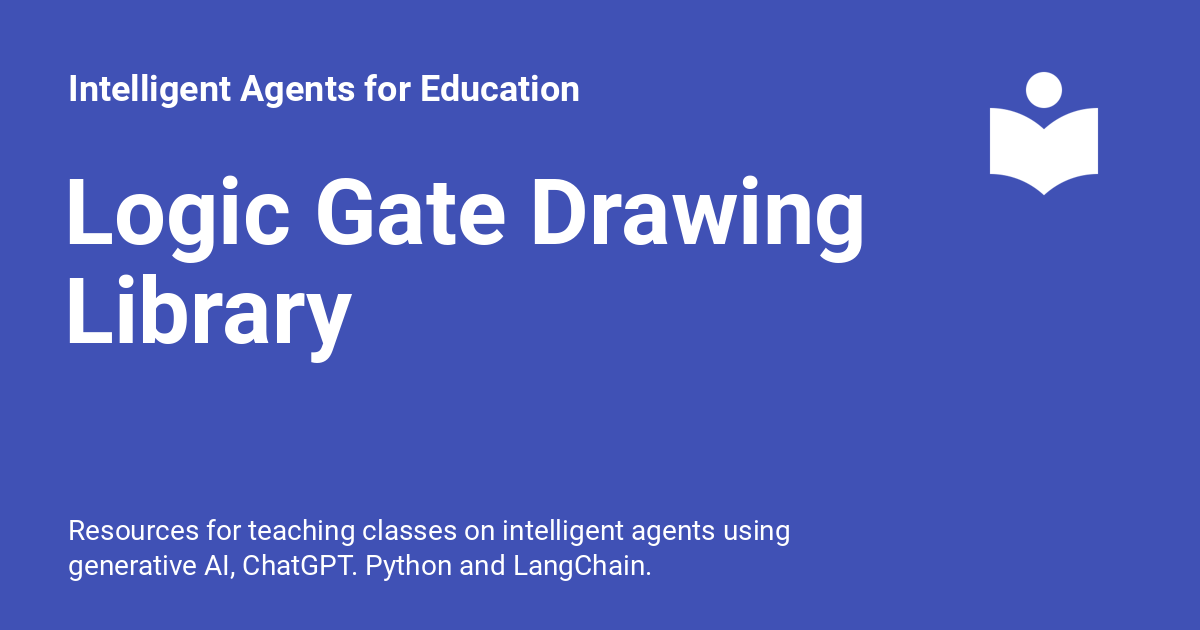 Intelligent Agents for Education
Logic Gate Drawing
Library
Resources for teaching classes on intelligent agents using
generative AI, ChatGPT. Python and LangChain.